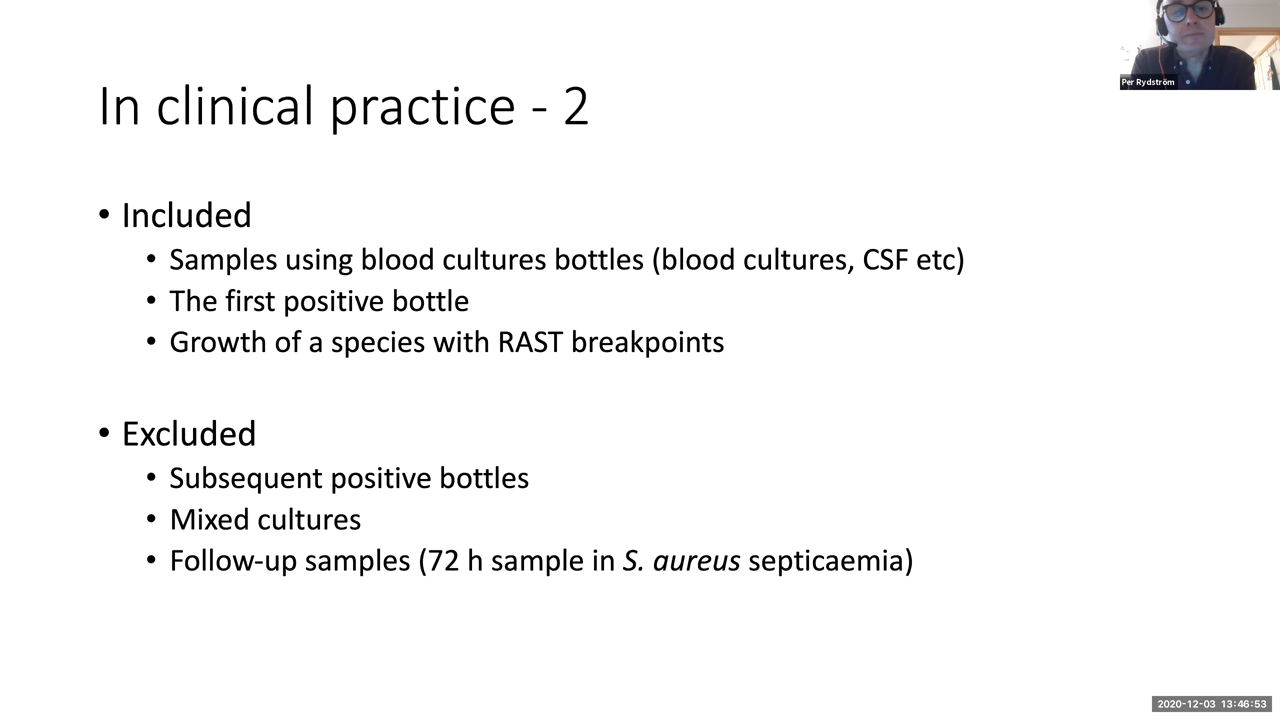 Per Rydström
In clinical practice - 2
• Included
• Samples using blood cultures bottles (blood cultures, CSF etc)
• The first positive bottle
• Growth of a species with RAST breakpoints
• Excluded
• Subsequent positive bottles
• Mixed cultures
• Follow-up samples (72 h sample in S. aureus septicaemia)
2020-12-03 13:46:53